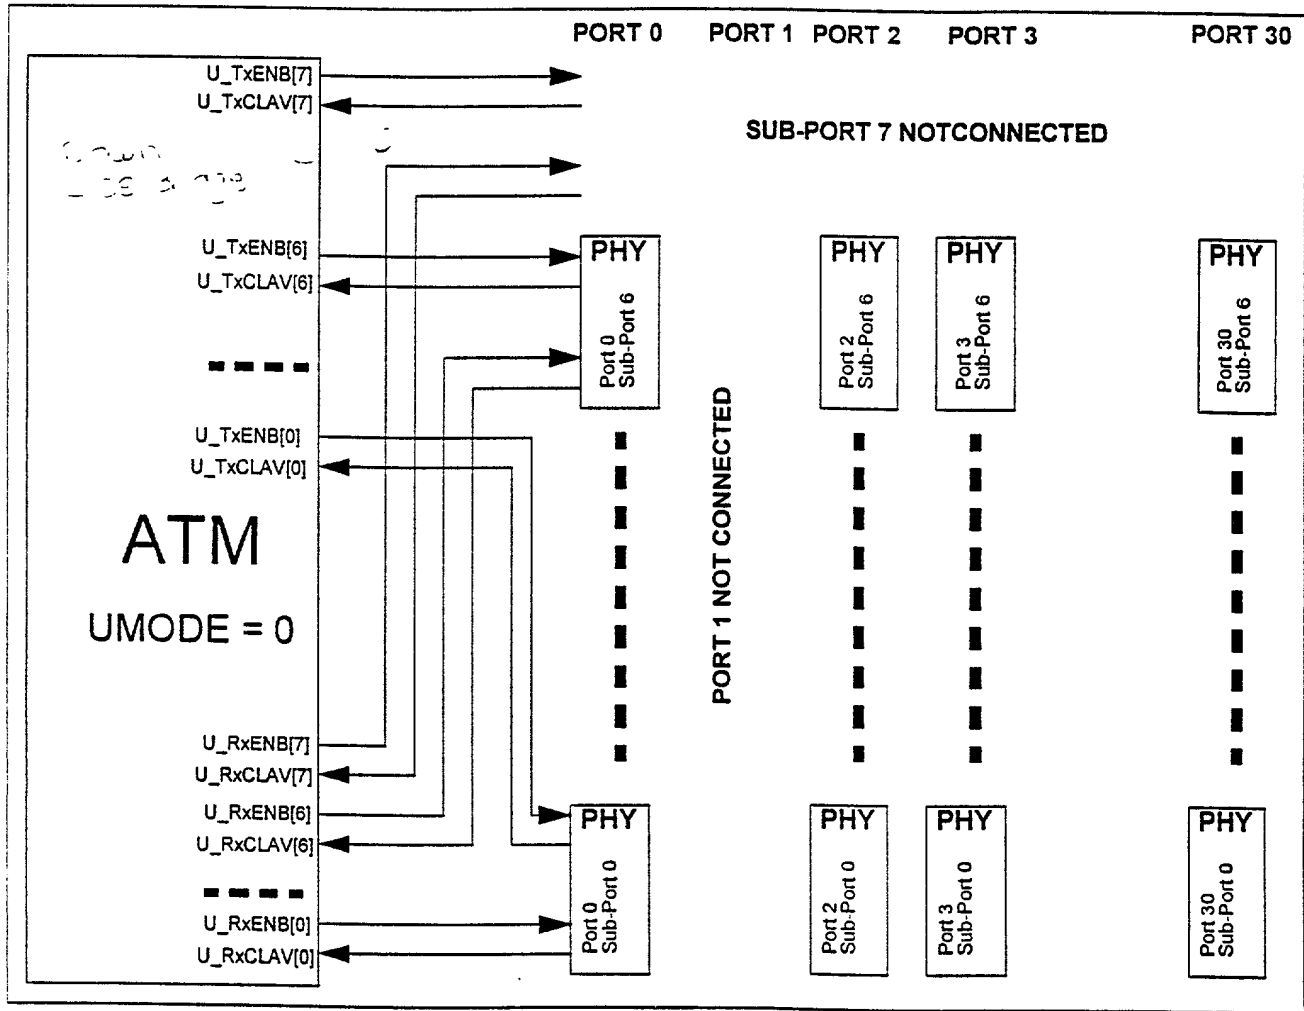 PORT 0 PORT 1 PORT 2 PORT 3 PORT 30
U_TxENB[7]
U_TxCLAV[7]
SUB-PORT 7 NOTCONNECTED
U_TxENB[6]
U_TxCLAV[6]
PHY
Port 0
Sub-Port 6
PHY
Port 2
Sub-Port 6
PHY
Port 3
Sub-Port 6
PHY
Port 30
Sub-Port 6
U_TxENB[0]
U_TxCLAV[0]
PORT 1 NOT CONNECTED
ATM
UMODE = 0
U_RxENB[7]
U_RxCLAV[7]
U_RxENB[6]
U_RxCLAV[6]
U_RxENB[0]
U_RxCLAV[0]
PHY
Port 0
Sub-Port 0
PHY
Port 2
Sub-Port 0
PHY
Port 3
Sub-Port 0
PHY
Port 30
Sub-Port 0